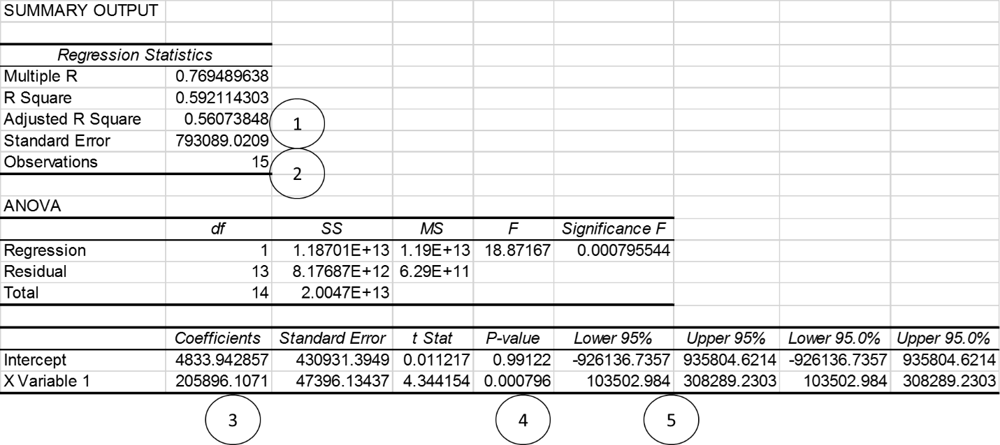 SUMMARY OUTPUT
Regression Statistics
Multiple R 0.769489638
R Square 0.592114303
Adjusted R Square 0.56073848
1
Standard Error 793089.0209
Observations 15
2
ANOVA
df SS MS F Significance F
Regression 1 1.18701E+13 1.19E+13 18.87167 0.000795544
Residual 13 8.17687E+12 6.29E+11
Total 14 2.0047E+13
Coefficients Standard Error t Stat P-value Lower 95% Upper 95% Lower 95.0% Upper 95.0%
Intercept 4833.942857 430931.3949 0.011217 0.99122 -926136.7357 935804.6214 -926136.7357 935804.6214
X Variable 1 205896.1071 47396.13437 4.344154 0.000796 103502.984 308289.2303 103502.984 308289.2303
3 4 5